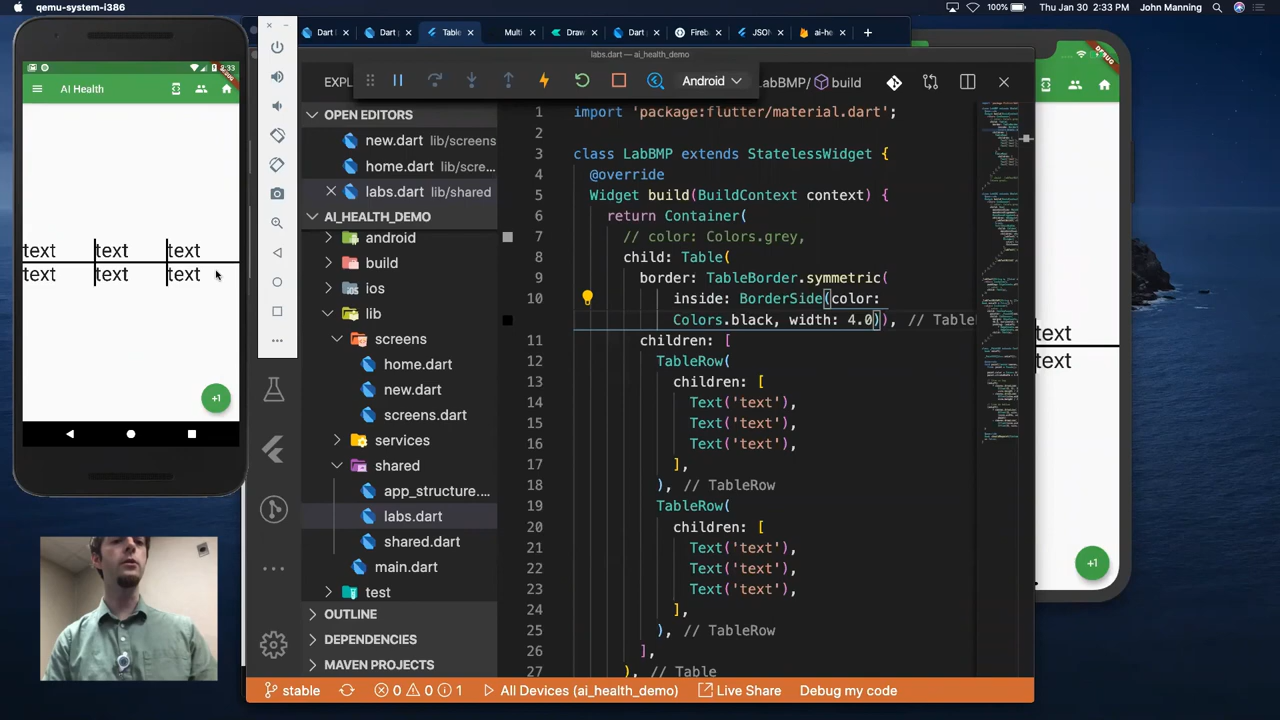 qemu-system-i386
100%
Thu Jan 30 2:33 PM
John Manning
Dart (
Fireb
Dart p
Table
Multi
Draw
Dart p
Fireb
JSON
ai-he
labs.dart — ai_health_demo
EXPL
Android
LabBMP/
build
AI Health
text text text
text text text
+1
OPEN EDITORS
new.dart lib/screens
home.dart lib/...
labs.dart lib/shared
AI_HEALTH_DEMO
android
build
ios
lib
screens
home.dart
new.dart
screens.dart
services
shared
app_structure....
labs.dart
shared.dart
main.dart
test
OUTLINE
DEPENDENCIES
MAVEN PROJECTS
1 import 'package:flutter/material.dart';
2
3 class LabBMP extends StatelessWidget {
4 @override
5 Widget build(BuildContext context) {
6 return Container(
7 // color: Colors.grey,
8 child: Table(
9 border: TableBorder.symmetric(
10 inside: BorderSide(color:
Colors.black, width: 4.0)), // Table
11 children: [
12 TableRow(
13 children: [
14 Text('text'),
15 Text('text'),
16 Text('text'),
17 ],
18 ), // TableRow
19 TableRow(
20 children: [
21 Text('text'),
22 Text('text'),
23 Text('text'),
24 ],
25 ), // TableRow
26 ],
27 ), // Table
text
text
+1
stable
0 0 1
All Devices (ai_health_demo)
Live Share
Debug my code